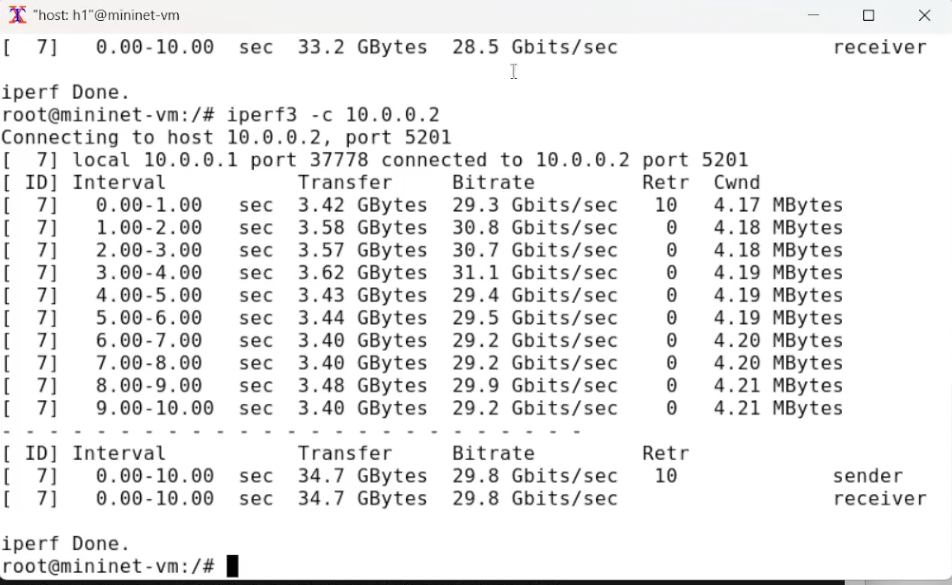 "host: h1"@mininet-vm
[  7]   0.00-10.00  sec  33.2 GBytes  28.5 Gbits/sec                  receiver

iperf Done.
root@mininet-vm:/# iperf3 -c 10.0.0.2
Connecting to host 10.0.0.2, port 5201
[  7] local 10.0.0.1 port 37778 connected to 10.0.0.2 port 5201
[ ID] Interval           Transfer     Bitrate         Retr  Cwnd
[  7]   0.00-1.00   sec  3.42 GBytes  29.3 Gbits/sec   10   4.17 MBytes
[  7]   1.00-2.00   sec  3.58 GBytes  30.8 Gbits/sec    0   4.18 MBytes
[  7]   2.00-3.00   sec  3.57 GBytes  30.7 Gbits/sec    0   4.18 MBytes
[  7]   3.00-4.00   sec  3.62 GBytes  31.1 Gbits/sec    0   4.19 MBytes
[  7]   4.00-5.00   sec  3.43 GBytes  29.4 Gbits/sec    0   4.19 MBytes
[  7]   5.00-6.00   sec  3.44 GBytes  29.5 Gbits/sec    0   4.19 MBytes
[  7]   6.00-7.00   sec  3.40 GBytes  29.2 Gbits/sec    0   4.20 MBytes
[  7]   7.00-8.00   sec  3.40 GBytes  29.2 Gbits/sec    0   4.20 MBytes
[  7]   8.00-9.00   sec  3.48 GBytes  29.9 Gbits/sec    0   4.21 MBytes
[  7]   9.00-10.00  sec  3.40 GBytes  29.2 Gbits/sec    0   4.21 MBytes
- - - - - - - - - - - - - - - - - - - - - - - - -
[ ID] Interval           Transfer     Bitrate         Retr
[  7]   0.00-10.00  sec  34.7 GBytes  29.8 Gbits/sec   10             sender
[  7]   0.00-10.00  sec  34.7 GBytes  29.8 Gbits/sec                  receiver

iperf Done.
root@mininet-vm:/#